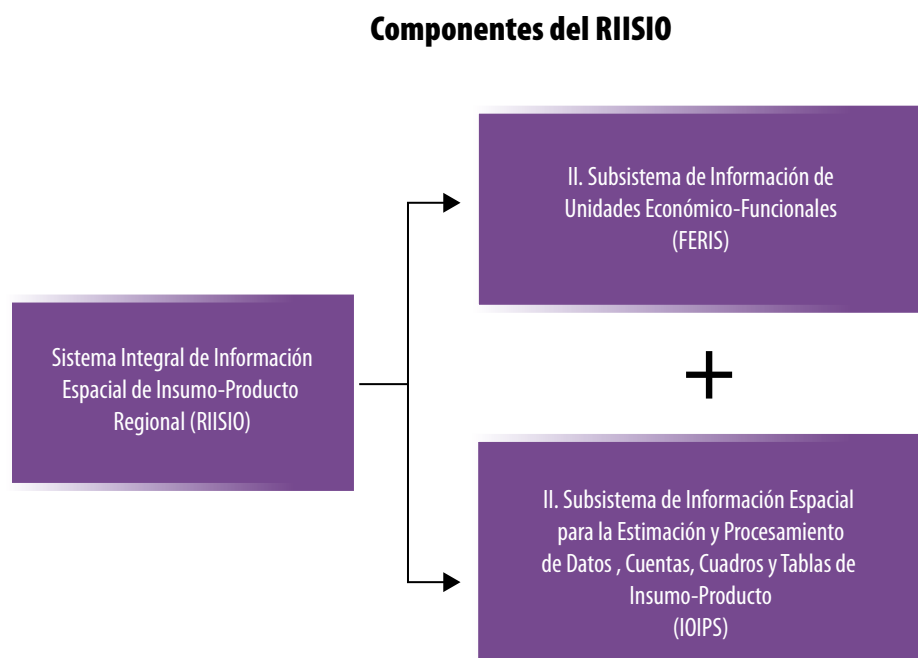 Componentes del RIISIO
II. Subsistema de Información de
Unidades Económico-Funcionales
(FERIS)
Sistema Integral de Información
Espacial de Insumo-Producto
Regional (RIISIO)
+
II. Subsistema de Información Espacial
para la Estimación y Procesamiento
de Datos , Cuentas, Cuadros y Tablas de
Insumo-Producto
(IOIPS)